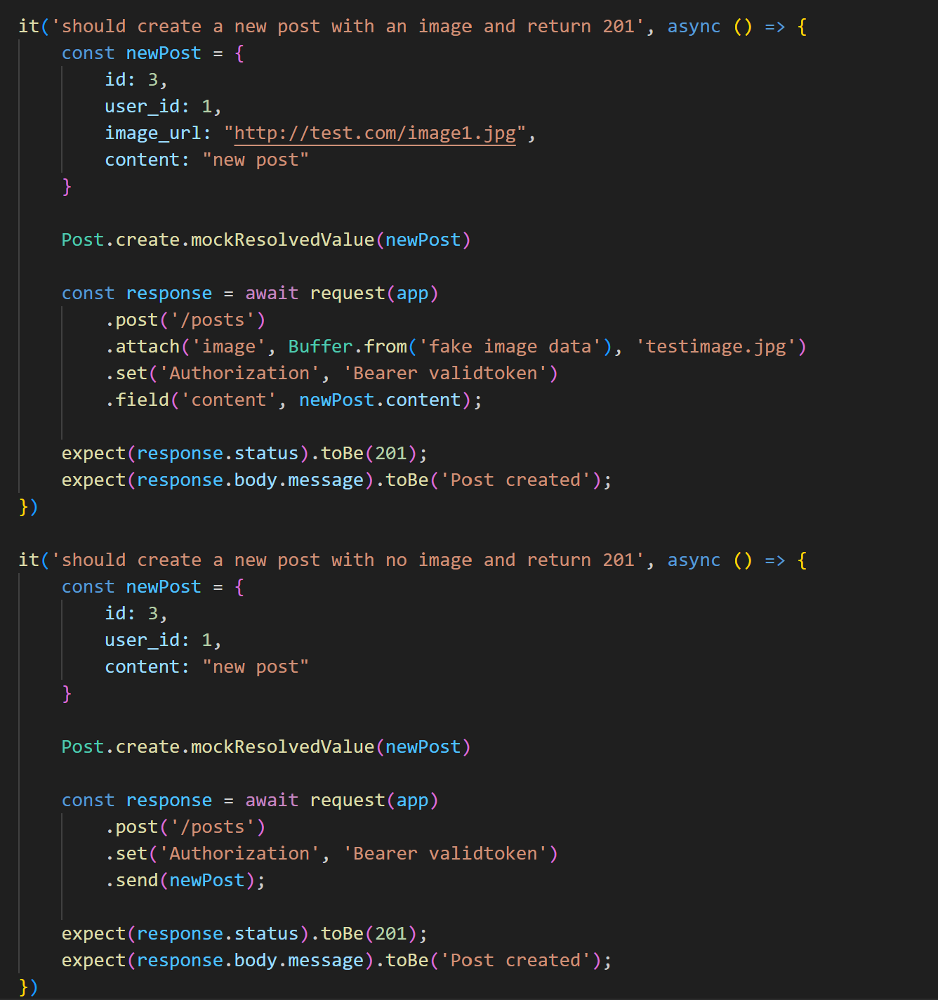 it('should create a new post with an image and return 201', async () => {
    const newPost = {
        id: 3,
        user_id: 1,
        image_url: "http://test.com/image1.jpg",
        content: "new post"
    }

    Post.create.mockResolvedValue(newPost)

    const response = await request(app)
        .post('/posts')
        .attach('image', Buffer.from('fake image data'), 'testimage.jpg')
        .set('Authorization', 'Bearer validtoken')
        .field('content', newPost.content);

    expect(response.status).toBe(201);
    expect(response.body.message).toBe('Post created');
})

it('should create a new post with no image and return 201', async () => {
    const newPost = {
        id: 3,
        user_id: 1,
        content: "new post"
    }

    Post.create.mockResolvedValue(newPost)

    const response = await request(app)
        .post('/posts')
        .set('Authorization', 'Bearer validtoken')
        .send(newPost);

    expect(response.status).toBe(201);
    expect(response.body.message).toBe('Post created');
})